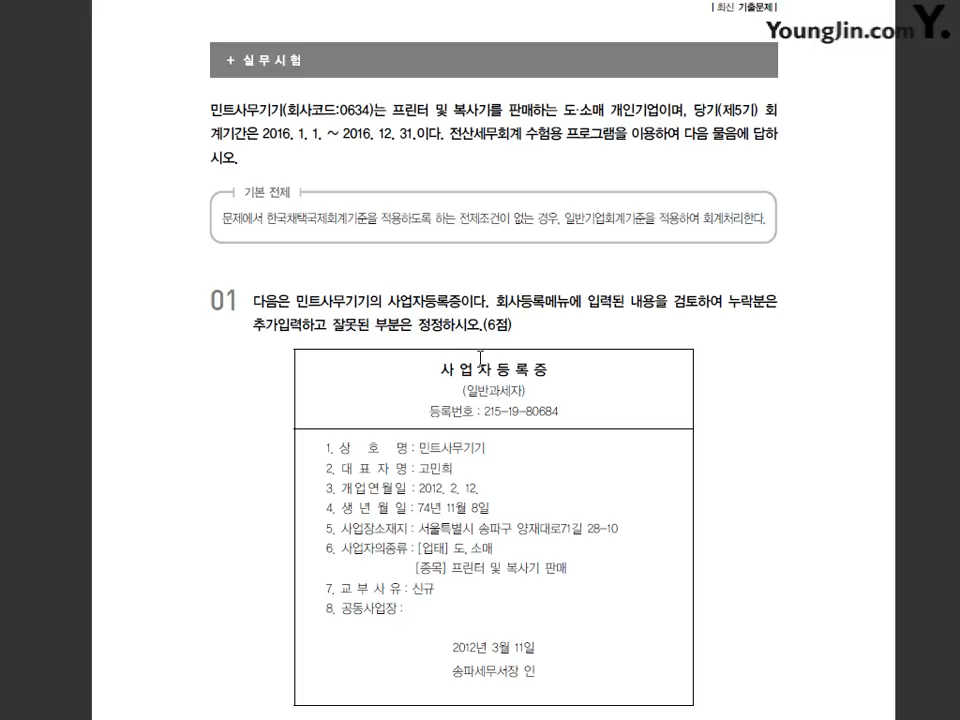 | 최신 기출문제 |
YoungJin.com Y.
+ 실무시험
민트사무기기(회사코드:0634)는 프린터 및 복사기를 판매하는 도·소매 개인기업이며, 당기(제5기) 회
계기간은 2016. 1. 1. ~ 2016. 12. 31.이다. 전산세무회계 수험용 프로그램을 이용하여 다음 물음에 답하
시오.
기본 전제
문제에서 한국채택국제회계기준을 적용하도록 하는 전제조건이 없는 경우, 일반기업회계기준을 적용하여 회계처리한다.
01 다음은 민트사무기기의 사업자등록증이다. 회사등록메뉴에 입력된 내용을 검토하여 누락분은
추가입력하고 잘못된 부분은 정정하시오.(6점)
사 업 자 등 록 증
(일반과세자)
등록번호 : 215-19-80684
1. 상 호 명 : 민트사무기기
2. 대 표 자 명 : 고민희
3. 개업연월일 : 2012. 2. 12.
4. 생 년 월 일 : 74년 11월 8일
5. 사업장소재지 : 서울특별시 송파구 양재대로71길 28-10
6. 사업자의종류 : [업태] 도, 소매
[종목] 프린터 및 복사기 판매
7. 교 부 사 유 : 신규
8. 공동사업장 :
2012년 3월 11일
송파세무서장 인